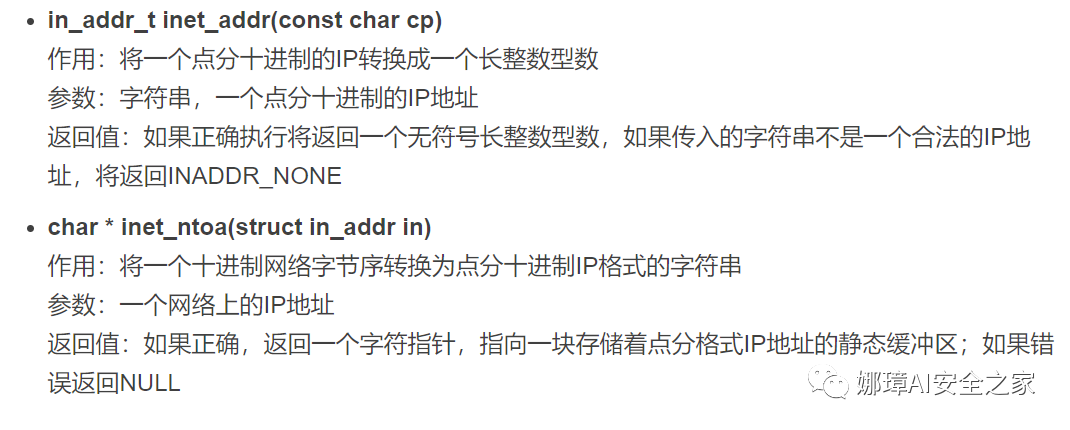 in_addr_t inet_addr(const char cp)
作用：将一个点分十进制的IP转换成一个长整数型数
参数：字符串，一个点分十进制的IP地址
返回值：如果正确执行将返回一个无符号长整数型数，如果传入的字符串不是一个合法的IP地
址，将返回INADDR_NONE
char * inet_ntoa(struct in_addr in)
作用：将一个十进制网络字节序转换为点分十进制IP格式的字符串
参数：一个网络上的IP地址
返回值：如果正确，返回一个字符指针，指向一块存储着点分格式IP地址的静态缓冲区；如果错
误返回NULL
娜璋AI安全之家